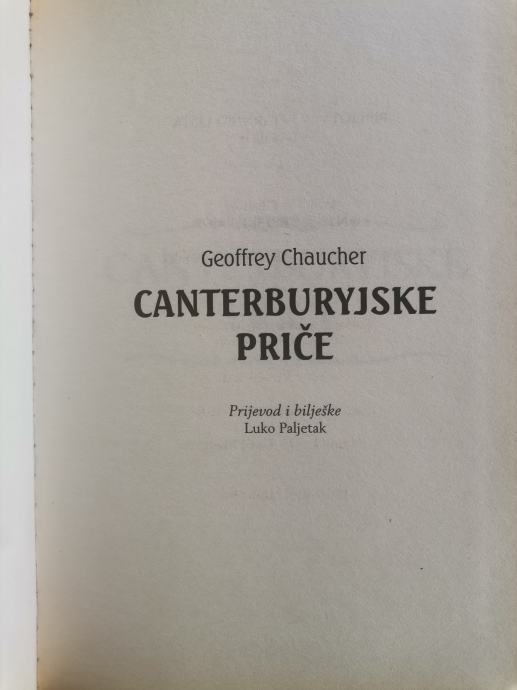 Geoffrey Chaucher
CANTERBURYJSKE
PRIČE
Prijevod i bilješke
Luko Paljetak